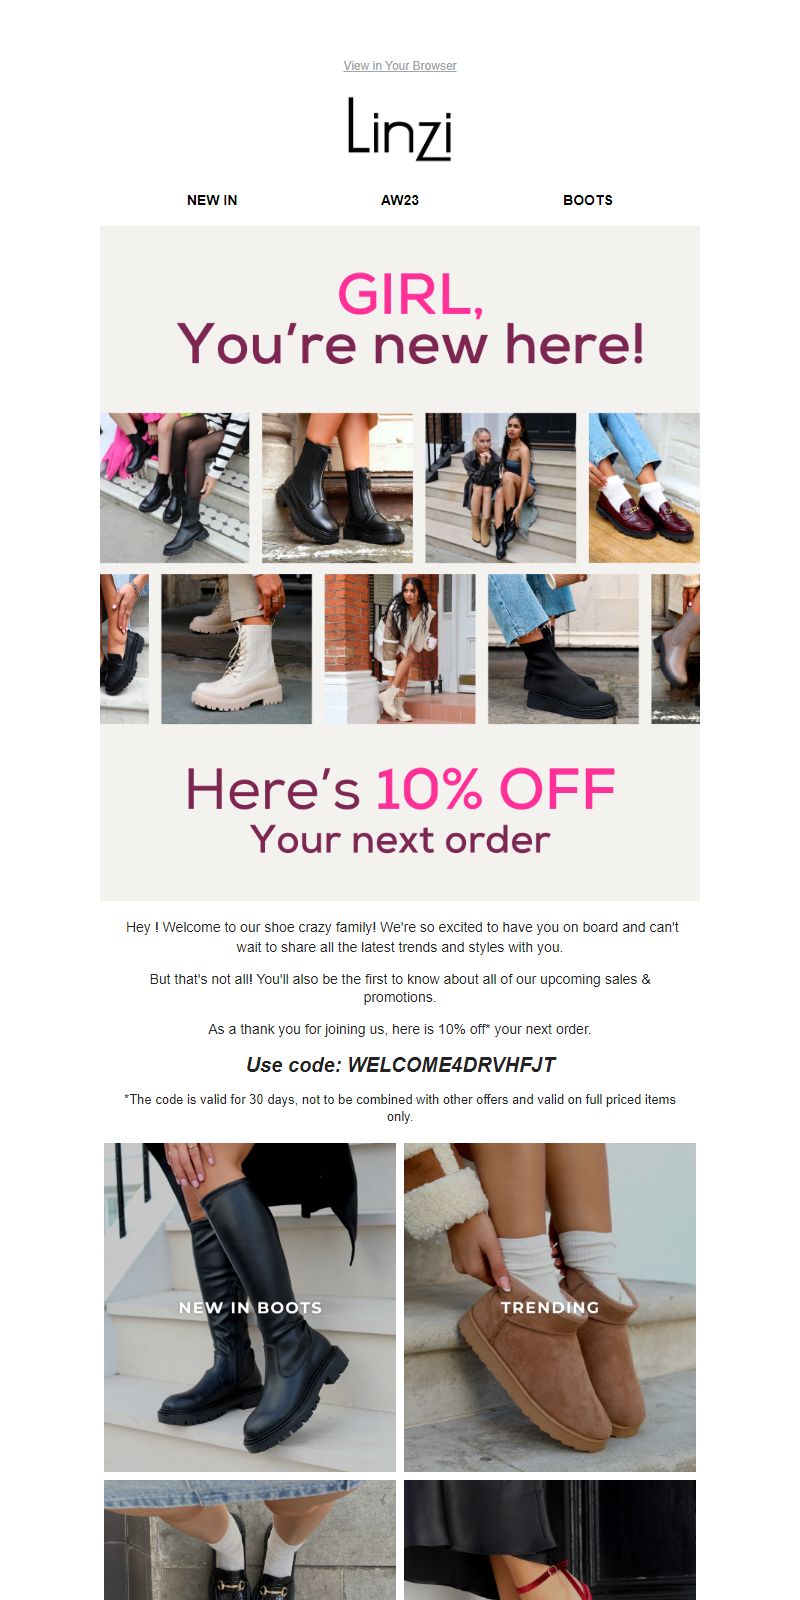 View in Your Browser
Linzi
NEW IN AW23 BOOTS
GIRL,
You're new here!
Here's 10% OFF
Your next order
Hey ! Welcome to our shoe crazy family! We're so excited to have you on board and can't
wait to share all the latest trends and styles with you.
But that's not all! You'll also be the first to know about all of our upcoming sales &
promotions.
As a thank you for joining us, here is 10% off* your next order.
Use code: WELCOME4DRVHFJT
*The code is valid for 30 days, not to be combined with other offers and valid on full priced items
only.
NEW IN BOOTS
TRENDING